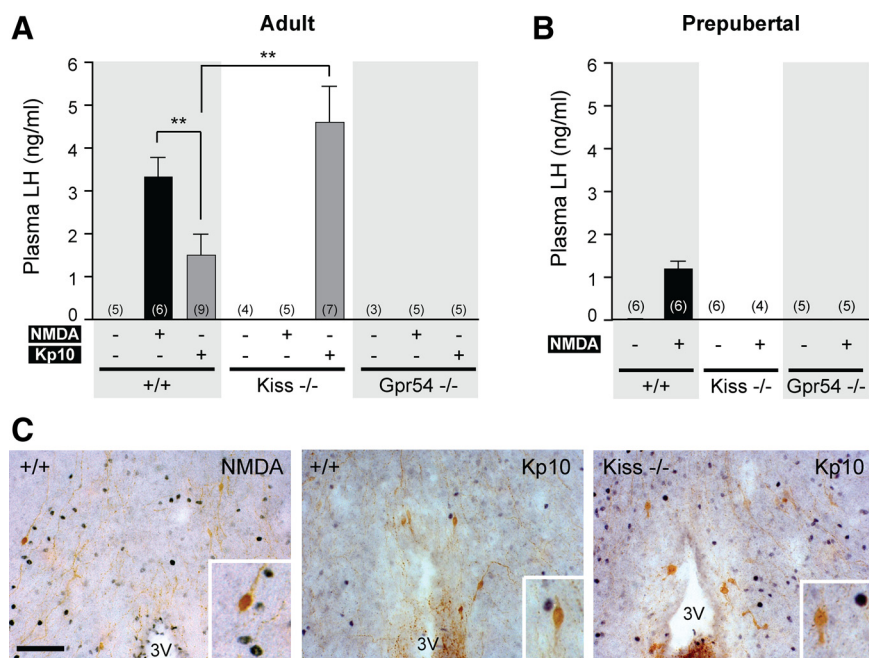 A Adult
6
5
4
3
2
1
0
Plasma LH (ng/ml)
** **
(5) (6) (9) (4) (5) (7) (3) (5) (5)
NMDA - + - - + - - + -
Kp10 - - + - - + - - +
+/+ Kiss -/- Gpr54 -/-
B Prepubertal
6
5
4
3
2
1
0
Plasma LH (ng/ml)
(6) (6) (6) (4) (5) (5)
NMDA - + - + - +
+/+ Kiss -/- Gpr54 -/-
C
+/+ NMDA
3V
+/+ Kp10
3V
Kiss -/- Kp10
3V